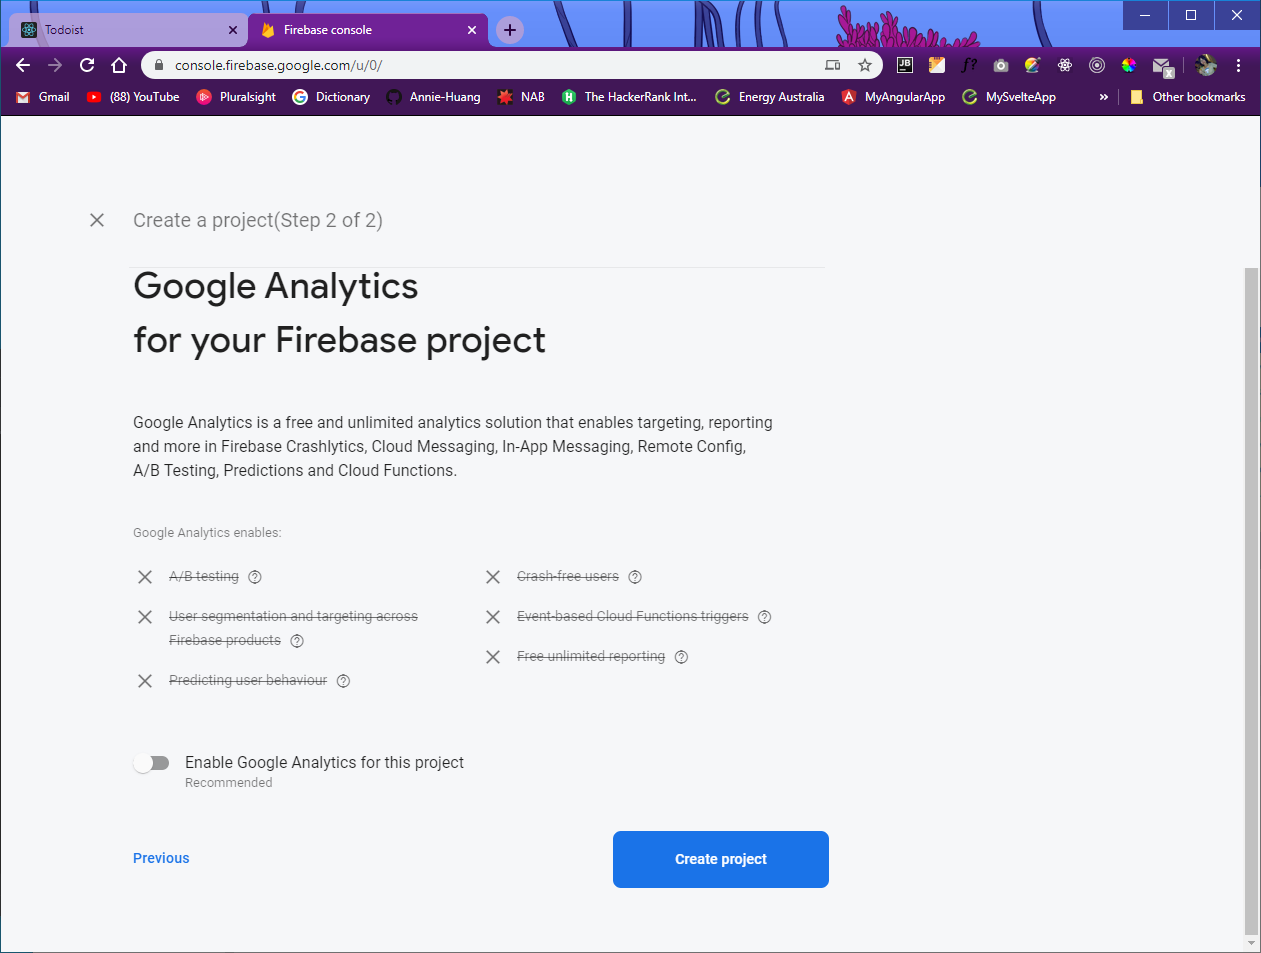 Todoist
Firebase console
console.firebase.google.com/u/0/
JB
f?
x
Gmail
(88) YouTube
Pluralsight
Dictionary
Annie-Huang
NAB
The HackerRank Int...
Energy Australia
MyAngularApp
MySvelteApp
»
Other bookmarks
Create a project(Step 2 of 2)
Google Analytics
for your Firebase project
Google Analytics is a free and unlimited analytics solution that enables targeting, reporting
and more in Firebase Crashlytics, Cloud Messaging, In-App Messaging, Remote Config,
A/B Testing, Predictions and Cloud Functions.
Google Analytics enables:
A/B testing
Crash-free users
User segmentation and targeting across
Firebase products
Event-based Cloud Functions triggers
Free unlimited reporting
Predicting user behaviour
Enable Google Analytics for this project
Recommended
Previous
Create project